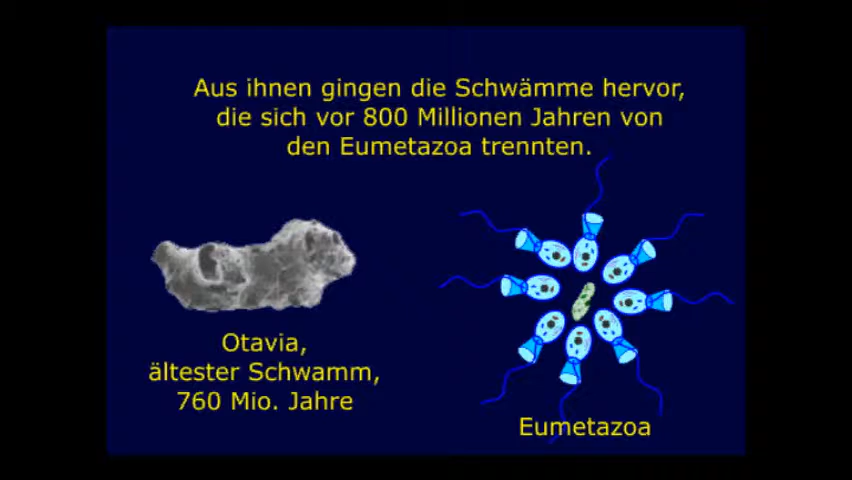 Aus ihnen gingen die Schwämme hervor,
die sich vor 800 Millionen Jahren von
den Eumetazoa trennten.
Otavia,
ältester Schwamm,
760 Mio. Jahre
Eumetazoa